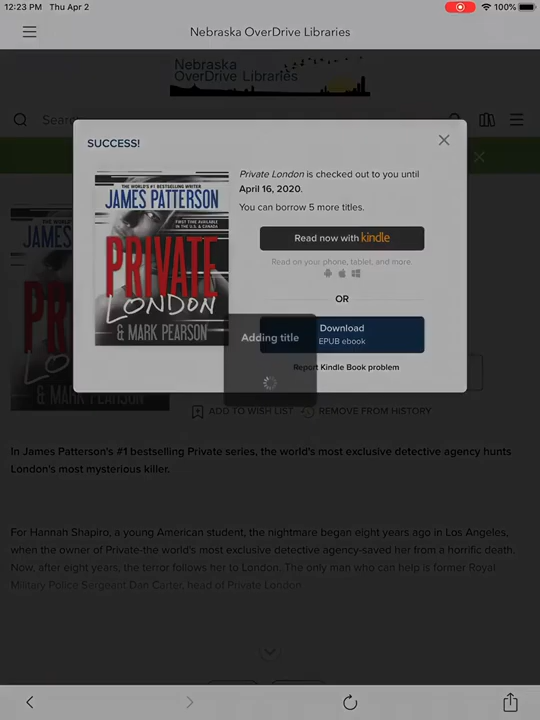 12:23 PM Thu Apr 2
100%
Nebraska OverDrive Libraries
Nebraska
OverDrive Libraries
Sear
SUCCESS!
THE WORLD'S #1 BESTSELLING WRITER
JAMES PATTERSON
FIRST TIME AVAILABLE
IN THE U.S. & CANADA
PRIVATE
LONDON
& MARK PEARSON
Private London is checked out to you until
April 16, 2020.
You can borrow 5 more titles.
Read now with kindle
Read on your phone, tablet, and more
OR
Download
EPUB ebook
Adding title
Report Kindle Book problem
JAMES
PR
LO
& MARK PEARSON
ADD TO WISH LIST
REMOVE FROM HISTORY
In James Patterson's #1 bestselling Private series, the world's most exclusive detective agency hunts
London's most mysterious killer.
For Hannah Shapiro, a young American student, the nightmare began eight years ago in Los Angeles,
when the owner of Private-the world's most exclusive detective agency-saved her from a horrific death.
Now, after eight years, the terror follows her to London. The only man who can help is former Royal
Military Police Sergeant Dan Carter, head of Private London